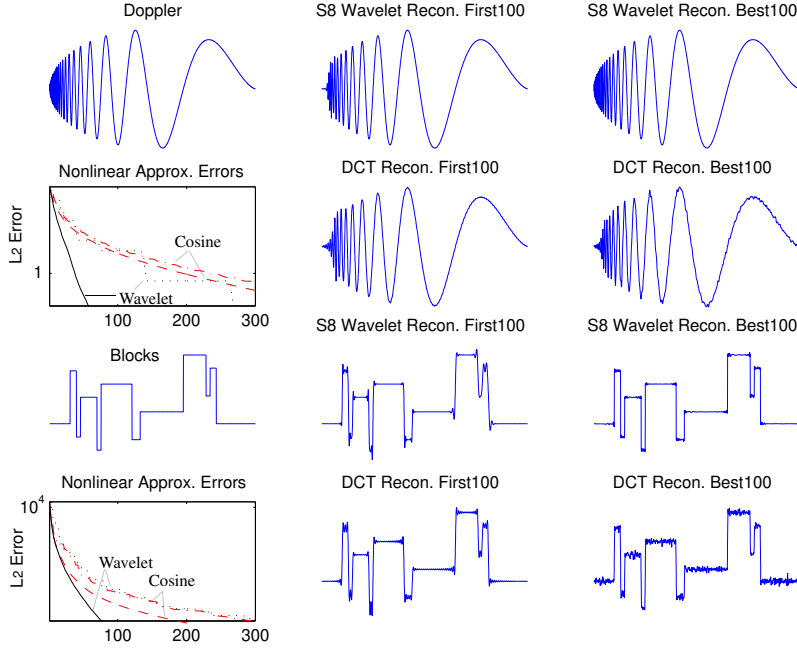 Doppler
S8 Wavelet Recon. First100
S8 Wavelet Recon. Best100
Nonlinear Approx. Errors
DCT Recon. First100
DCT Recon. Best100
L2 Error
1
Cosine
Wavelet
100 200 300
Blocks
S8 Wavelet Recon. First100
S8 Wavelet Recon. Best100
Nonlinear Approx. Errors
DCT Recon. First100
DCT Recon. Best100
L2 Error
10^4
Wavelet
Cosine
100 200 300